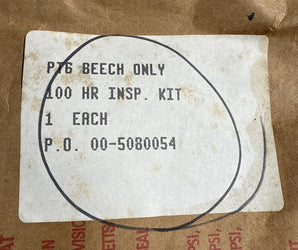 PT6 BEECH ONLY
100 HR INSP. KIT
1 EACH
P.O. 00-5080054